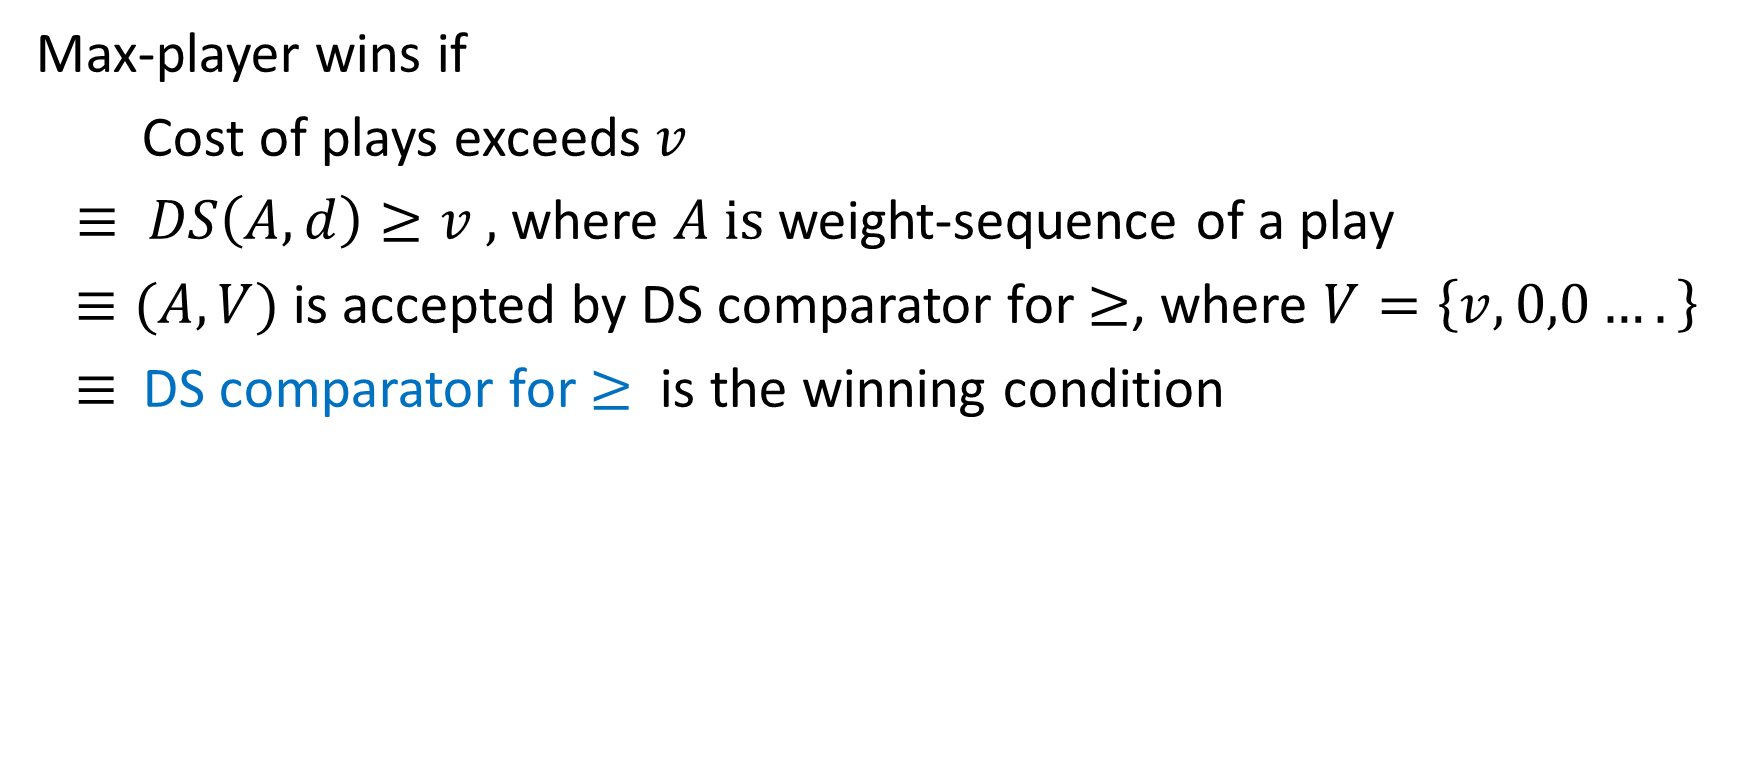 Max-player wins if
Cost of plays exceeds 𝑣
≡ 𝐷𝑆(𝐴, 𝑑) ≥ 𝑣 , where 𝐴 is weight-sequence of a play
≡ (𝐴, 𝑉) is accepted by DS comparator for ≥, where 𝑉 = {𝑣, 0,0 … . }
≡ DS comparator for ≥ is the winning condition